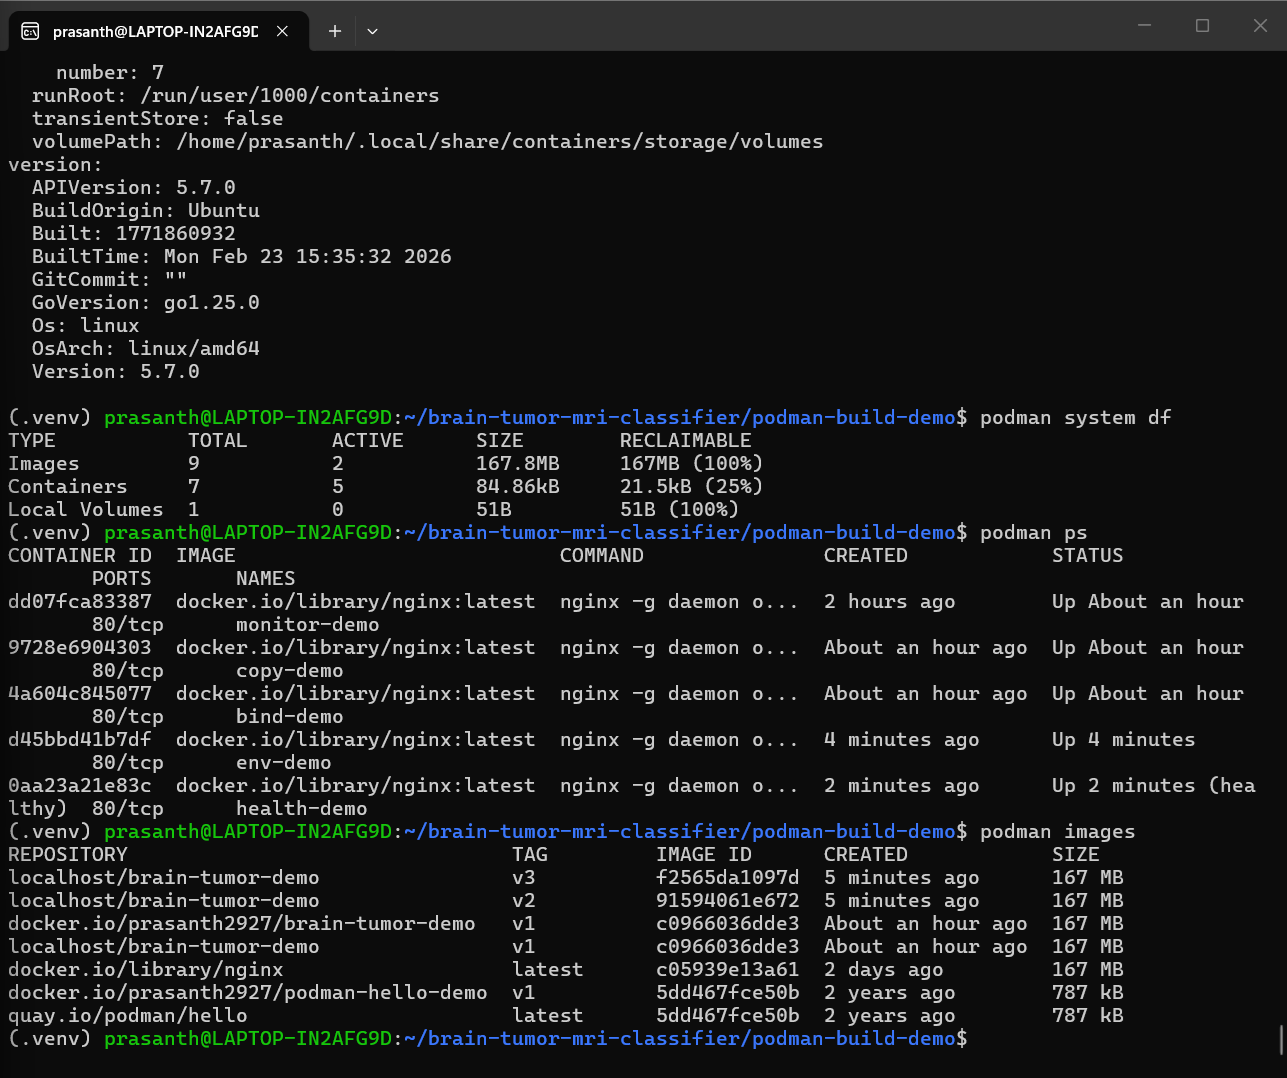 prasanth@LAPTOP-IN2AFG9D
    number: 7
  runRoot: /run/user/1000/containers
  transientStore: false
  volumePath: /home/prasanth/.local/share/containers/storage/volumes
version:
  APIVersion: 5.7.0
  BuildOrigin: Ubuntu
  Built: 1771860932
  BuiltTime: Mon Feb 23 15:35:32 2026
  GitCommit: ""
  GoVersion: go1.25.0
  Os: linux
  OsArch: linux/amd64
  Version: 5.7.0

(.venv) prasanth@LAPTOP-IN2AFG9D:~/brain-tumor-mri-classifier/podman-build-demo$ podman system df
TYPE           TOTAL       ACTIVE      SIZE        RECLAIMABLE
Images         9           2           167.8MB     167MB (100%)
Containers     7           5           84.86kB     21.5kB (25%)
Local Volumes  1           0           51B         51B (100%)
(.venv) prasanth@LAPTOP-IN2AFG9D:~/brain-tumor-mri-classifier/podman-build-demo$ podman ps
CONTAINER ID  IMAGE                           COMMAND               CREATED            STATUS
       PORTS       NAMES
dd07fca83387  docker.io/library/nginx:latest  nginx -g daemon o...  2 hours ago        Up About an hour
       80/tcp      monitor-demo
9728e6904303  docker.io/library/nginx:latest  nginx -g daemon o...  About an hour ago  Up About an hour
       80/tcp      copy-demo
4a604c845077  docker.io/library/nginx:latest  nginx -g daemon o...  About an hour ago  Up About an hour
       80/tcp      bind-demo
d45bbd41b7df  docker.io/library/nginx:latest  nginx -g daemon o...  4 minutes ago      Up 4 minutes
       80/tcp      env-demo
0aa23a21e83c  docker.io/library/nginx:latest  nginx -g daemon o...  2 minutes ago      Up 2 minutes (hea
lthy)  80/tcp      health-demo
(.venv) prasanth@LAPTOP-IN2AFG9D:~/brain-tumor-mri-classifier/podman-build-demo$ podman images
REPOSITORY                                TAG         IMAGE ID      CREATED            SIZE
localhost/brain-tumor-demo                v3          f2565da1097d  5 minutes ago      167 MB
localhost/brain-tumor-demo                v2          91594061e672  5 minutes ago      167 MB
docker.io/prasanth2927/brain-tumor-demo   v1          c0966036dde3  About an hour ago  167 MB
localhost/brain-tumor-demo                v1          c0966036dde3  About an hour ago  167 MB
docker.io/library/nginx                   latest      c05939e13a61  2 days ago         167 MB
docker.io/prasanth2927/podman-hello-demo  v1          5dd467fce50b  2 years ago        787 kB
quay.io/podman/hello                      latest      5dd467fce50b  2 years ago        787 kB
(.venv) prasanth@LAPTOP-IN2AFG9D:~/brain-tumor-mri-classifier/podman-build-demo$